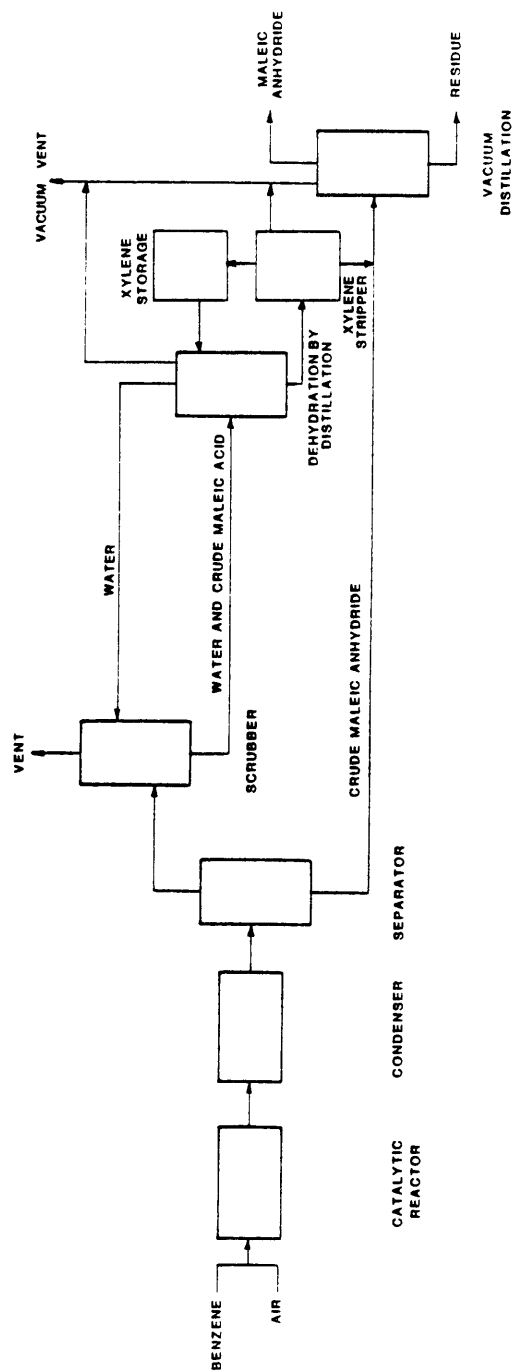 BENZENE
AIR
CATALYTIC
REACTOR
CONDENSER
SEPARATOR
VENT
SCRUBBER
WATER
WATER AND CRUDE MALEIC ACID
CRUDE MALEIC ANHYDRIDE
DEHYDRATION BY
DISTILLATION
XYLENE
STORAGE
XYLENE
STRIPPER
VACUUM VENT
MALEIC
ANHYDRIDE
RESIDUE
VACUUM
DISTILLATION